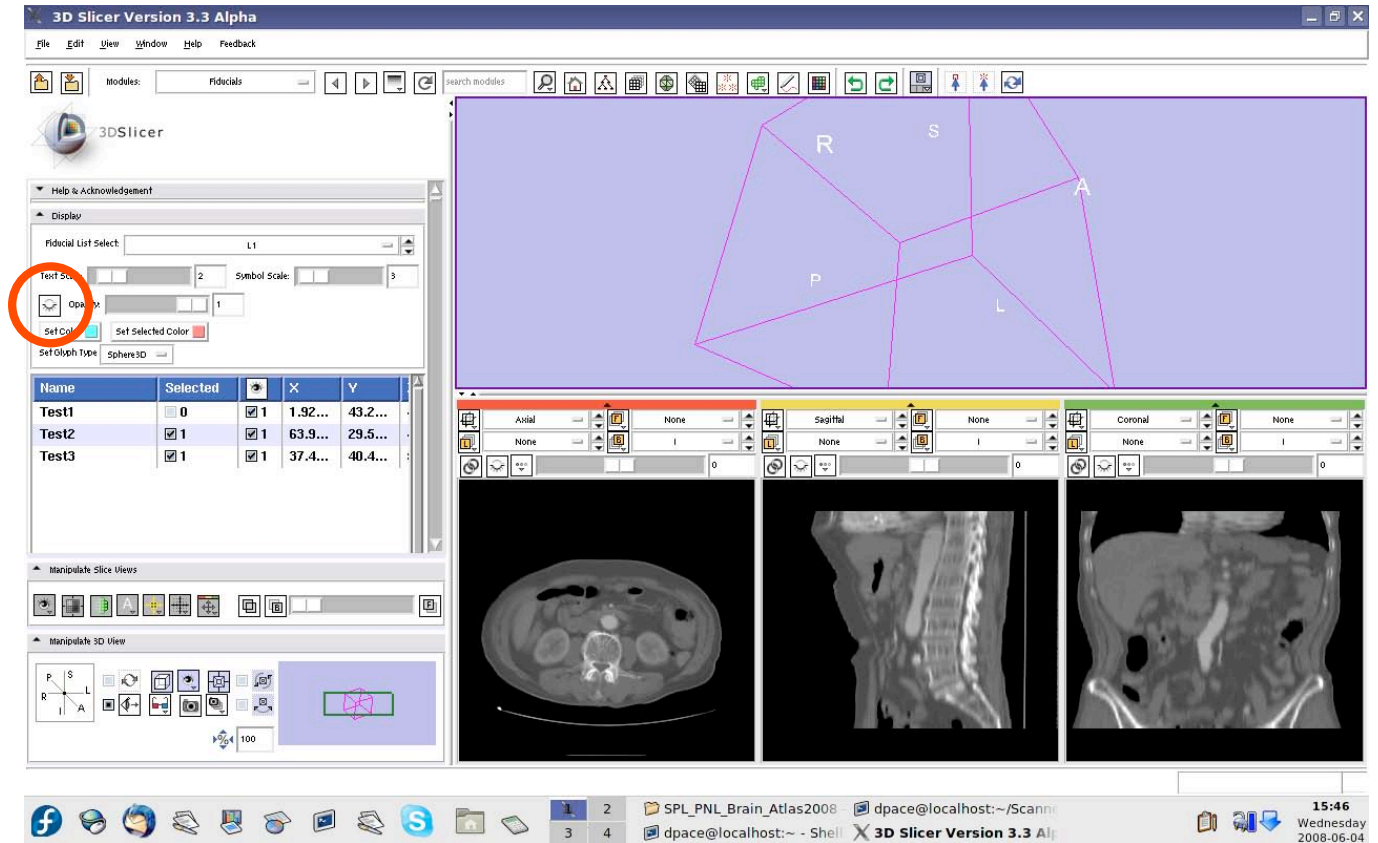 3D Slicer Version 3.3 Alpha
File Edit View Window Help Feedback
Modules: Fiducials search modules
3DSlicer
Help & Acknowledgement
Display
Fiducial List Select: L1
Text 2 Symbol Scale: 3
1
Set Selected Color
Set Glyph Type Sphere3D
Name Selected X Y
Test1 0 1 1.92... 43.2...
Test2 1 1 63.9... 29.5...
Test3 1 1 37.4... 40.4...
Manipulate Slice Views
Manipulate 3D View
P S
R L
I A
100
R S
A
P
L
Axial None Sagittal None Coronal None
None I None I None I
0 0 0
1 2 SPL_PNL_Brain_Atlas2008 - dpace@localhost:~/Scann
3 4 dpace@localhost:~ - Shell 3D Slicer Version 3.3 Alp
15:46
Wednesday
2008-06-04